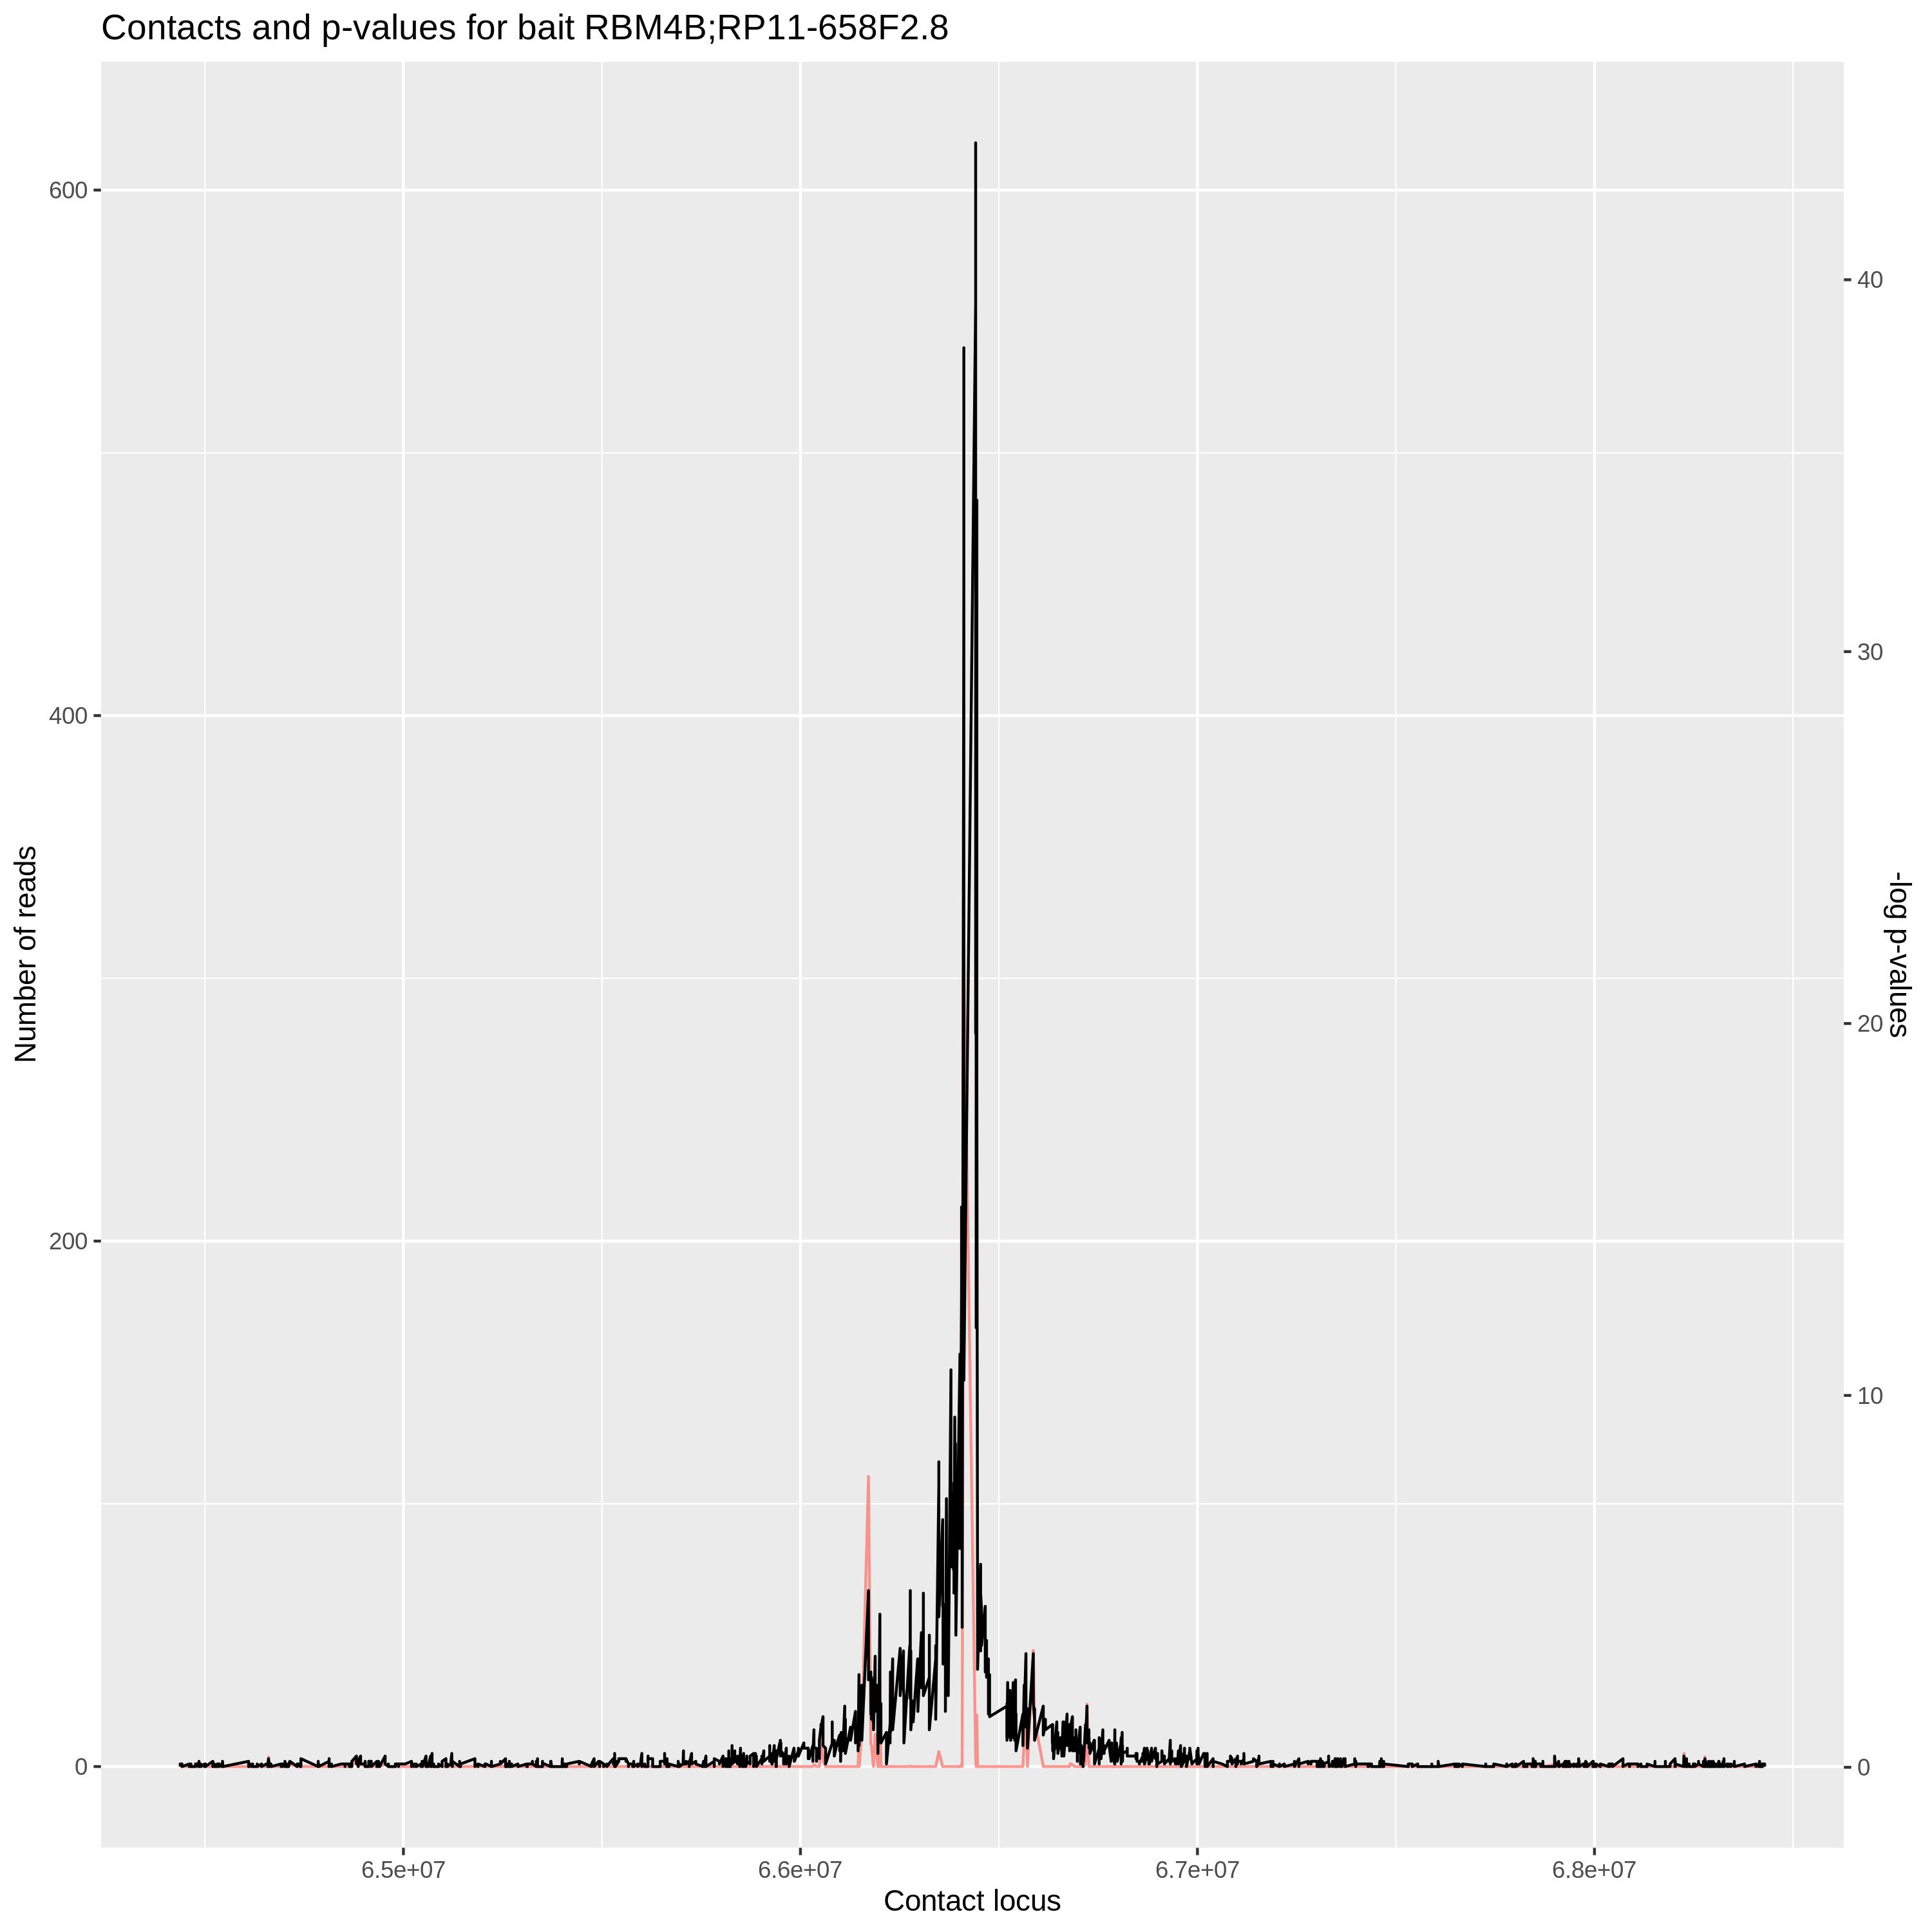 Contacts and p-values for bait RBM4B;RP11-658F2.8
Number of reads
600
400
200
0
40
30
20
10
0
-log p-values
6.5e+07
6.6e+07
6.7e+07
6.8e+07
Contact locus